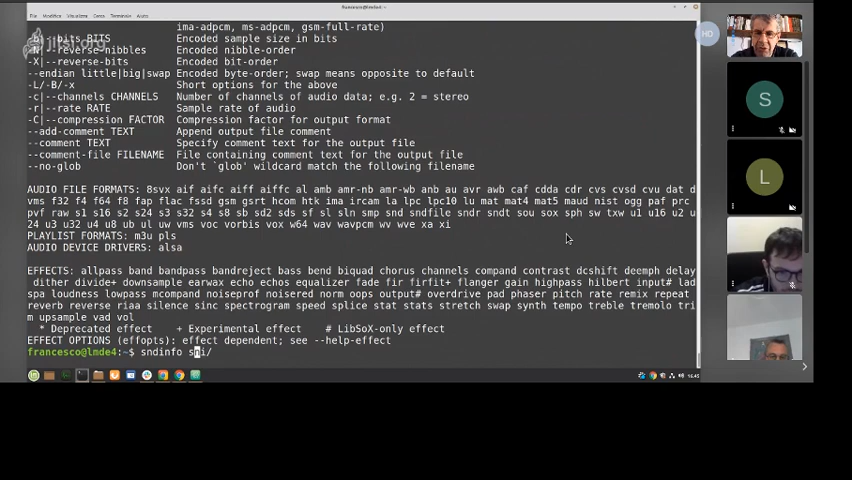 francesco@lmde4: ~
File Modifica Visualizza Cerca Terminale Aiuto
ima-adpcm, ms-adpcm, gsm-full-rate)
-b|--bits BITS Encoded sample size in bits
-N|--reverse-nibbles Encoded nibble-order
-X|--reverse-bits Encoded bit-order
--endian little|big|swap Encoded byte-order; swap means opposite to default
-L/-B/-x Short options for the above
-c|--channels CHANNELS Number of channels of audio data; e.g. 2 = stereo
-r|--rate RATE Sample rate of audio
-C|--compression FACTOR Compression factor for output format
--add-comment TEXT Append output file comment
--comment TEXT Specify comment text for the output file
--comment-file FILENAME File containing comment text for the output file
--no-glob Don't `glob' wildcard match the following filename
AUDIO FILE FORMATS: 8svx aif aifc aiff aiffc al amb amr-nb amr-wb anb au avr awb caf cdda cdr cvs cvsd cvu dat d
vms f32 f4 f64 f8 fap flac fssd gsm gsrt hcom htk ima ircam la lpc lpc10 lu mat mat4 mat5 maud nist ogg paf prc
pvf raw s1 s16 s2 s24 s3 s32 s4 s8 sb sd2 sds sf sl sln smp snd sndfile sndr sndt sou sox sph sw txw u1 u16 u2 u
24 u3 u32 u4 u8 ub ul uw vms voc vorbis vox w64 wav wavpcm wv wve xa xi
PLAYLIST FORMATS: m3u pls
AUDIO DEVICE DRIVERS: alsa
EFFECTS: allpass band bandpass bandreject bass bend biquad chorus channels compand contrast dcshift deemph delay
dither divide+ downsample earwax echo echos equalizer fade fir firfit+ flanger gain highpass hilbert input# lad
spa loudness lowpass mcompand noiseprof noisered norm oops output# overdrive pad phaser pitch rate remix repeat
reverb reverse riaa silence sinc spectrogram speed splice stat stats stretch swap synth tempo treble tremolo tri
m upsample vad vol
* Deprecated effect + Experimental effect # LibSoX-only effect
EFFECT OPTIONS (effopts): effect dependent; see --help-effect
francesco@lmde4:~$ sndinfo sni/
jitsi.org
HO
S
L
16.45